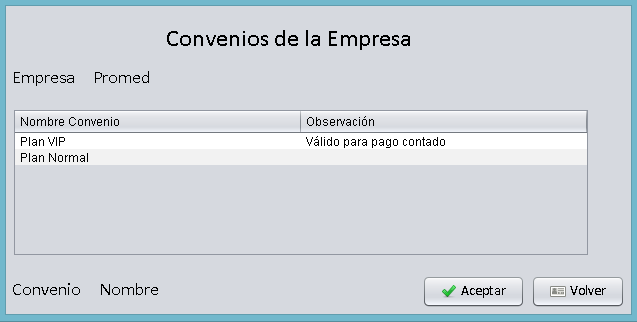 Convenios de la Empresa
Empresa Promed
Nombre Convenio Observación
Plan VIP Válido para pago contado
Plan Normal
Convenio Nombre Aceptar Volver